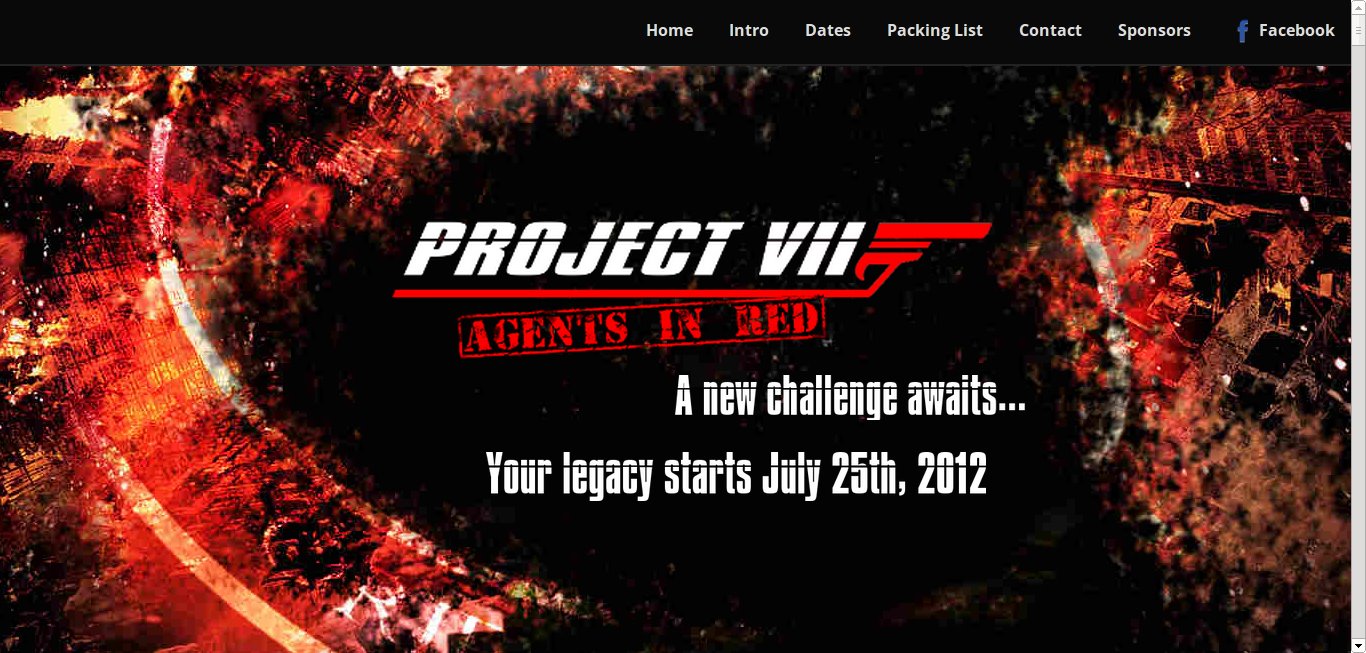 Home Intro Dates Packing List Contact Sponsors Facebook
PROJECT VII
AGENTS IN RED
A new challenge awaits...
Your legacy starts July 25th, 2012